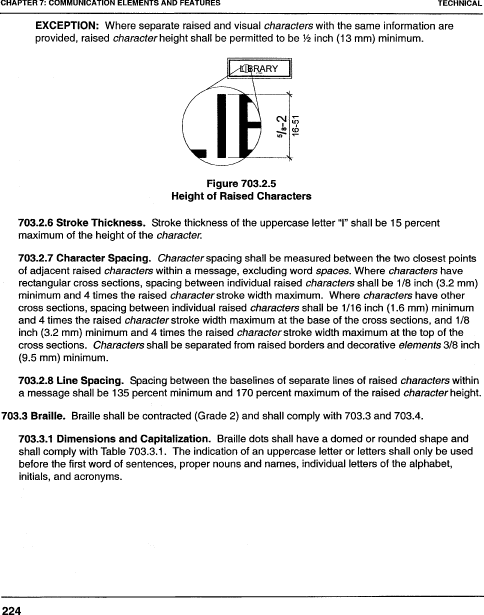 CHAPTER 7: COMMUNICATION ELEMENTS AND FEATURES TECHNICAL
EXCEPTION: Where separate raised and visual characters with the same information are
provided, raised character height shall be permitted to be ½ inch (13 mm) minimum.
LIBRARY
LIB
5/8-2
16-51
Figure 703.2.5
Height of Raised Characters
703.2.6 Stroke Thickness. Stroke thickness of the uppercase letter "I" shall be 15 percent
maximum of the height of the character.
703.2.7 Character Spacing. Character spacing shall be measured between the two closest points
of adjacent raised characters within a message, excluding word spaces. Where characters have
rectangular cross sections, spacing between individual raised characters shall be 1/8 inch (3.2 mm)
minimum and 4 times the raised character stroke width maximum. Where characters have other
cross sections, spacing between individual raised characters shall be 1/16 inch (1.6 mm) minimum
and 4 times the raised character stroke width maximum at the base of the cross sections, and 1/8
inch (3.2 mm) minimum and 4 times the raised character stroke width maximum at the top of the
cross sections. Characters shall be separated from raised borders and decorative elements 3/8 inch
(9.5 mm) minimum.
703.2.8 Line Spacing. Spacing between the baselines of separate lines of raised characters within
a message shall be 135 percent minimum and 170 percent maximum of the raised character height.
703.3 Braille. Braille shall be contracted (Grade 2) and shall comply with 703.3 and 703.4.
703.3.1 Dimensions and Capitalization. Braille dots shall have a domed or rounded shape and
shall comply with Table 703.3.1. The indication of an uppercase letter or letters shall only be used
before the first word of sentences, proper nouns and names, individual letters of the alphabet,
initials, and acronyms.
224